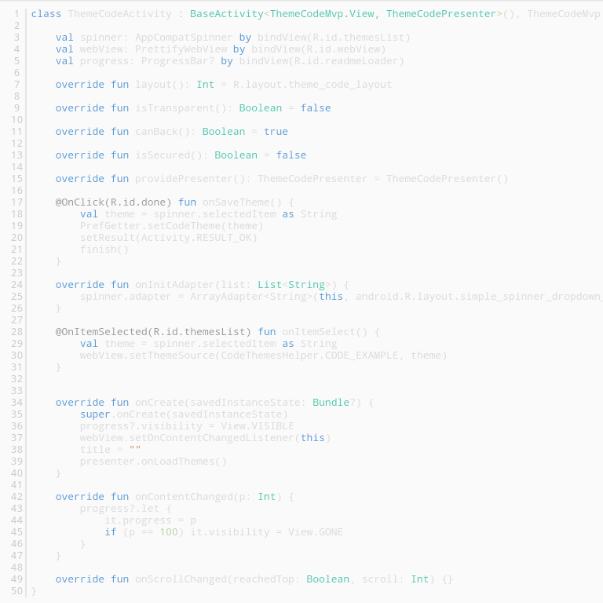 1 class ThemeCodeActivity : BaseActivity<ThemeCodeMvp.View, ThemeCodePresenter>(), ThemeCodeMvp
2
3 val spinner: AppCompatSpinner by bindView(R.id.themesList)
4 val webView: PrettifyWebView by bindView(R.id.webView)
5 val progress: ProgressBar? by bindView(R.id.readmeLoader)
6
7 override fun layout(): Int = R.layout.theme_code_layout
8
9 override fun isTransparent(): Boolean = false
10
11 override fun canBack(): Boolean = true
12
13 override fun isSecured(): Boolean = false
14
15 override fun providePresenter(): ThemeCodePresenter = ThemeCodePresenter()
16
17 @OnClick(R.id.done) fun onSaveTheme() {
18 val theme = spinner.selectedItem as String
19 PrefGetter.setCodeTheme(theme)
20 setResult(Activity.RESULT_OK)
21 finish()
22 }
23
24 override fun onInitAdapter(list: List<String>) {
25 spinner.adapter = ArrayAdapter<String>(this, android.R.layout.simple_spinner_dropdown_
26 }
27
28 @OnItemSelected(R.id.themesList) fun onItemSelect() {
29 val theme = spinner.selectedItem as String
30 webView.setThemeSource(CodeThemesHelper.CODE_EXAMPLE, theme)
31 }
32
33
34 override fun onCreate(savedInstanceState: Bundle?) {
35 super.onCreate(savedInstanceState)
36 progress?.visibility = View.VISIBLE
37 webView.setOnContentChangedListener(this)
38 title = ""
39 presenter.onLoadThemes()
40 }
41
42 override fun onContentChanged(p: Int) {
43 progress?.let {
44 it.progress = p
45 if (p == 100) it.visibility = View.GONE
46 }
47 }
48
49 override fun onScrollChanged(reachedTop: Boolean, scroll: Int) {}
50 }